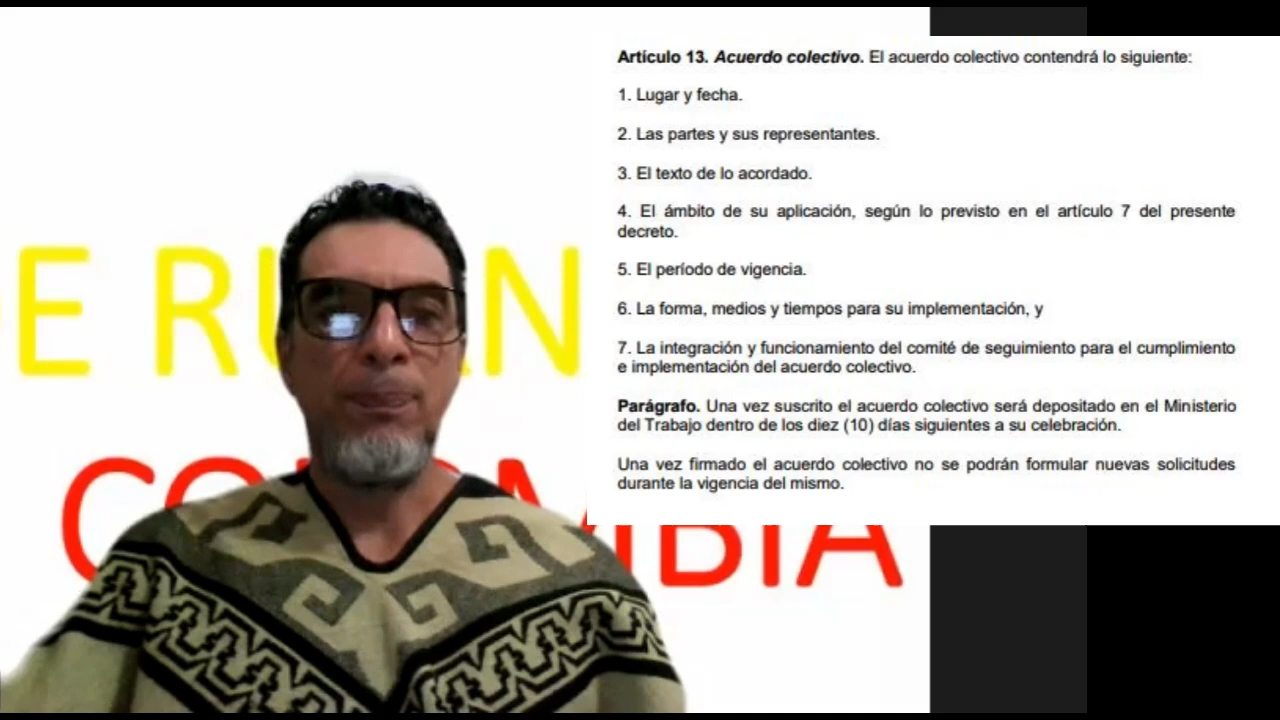 Artículo 13. Acuerdo colectivo. El acuerdo colectivo contendrá lo siguiente:
1. Lugar y fecha.
2. Las partes y sus representantes.
3. El texto de lo acordado.
4. El ámbito de su aplicación, según lo previsto en el artículo 7 del presente
decreto.
5. El período de vigencia.
6. La forma, medios y tiempos para su implementación, y
7. La integración y funcionamiento del comité de seguimiento para el cumplimiento
e implementación del acuerdo colectivo.
Parágrafo. Una vez suscrito el acuerdo colectivo será depositado en el Ministerio
del Trabajo dentro de los diez (10) días siguientes a su celebración.
Una vez firmado el acuerdo colectivo no se podrán formular nuevas solicitudes
durante la vigencia del mismo.